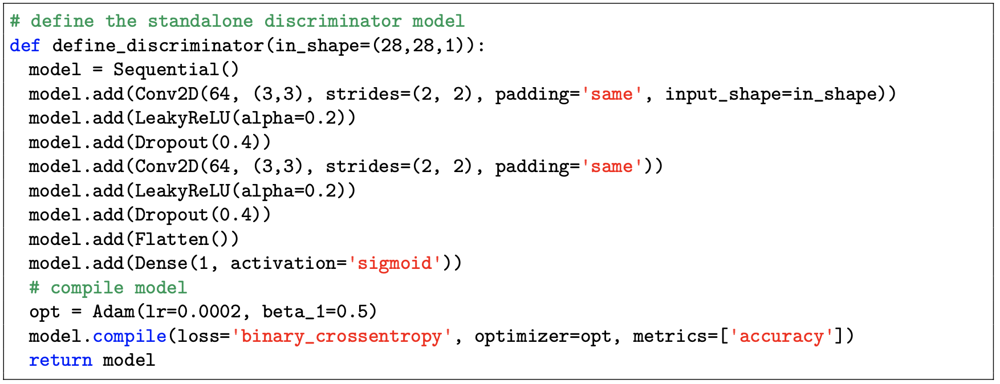 # define the standalone discriminator model
def define_discriminator(in_shape=(28,28,1)):
  model = Sequential()
  model.add(Conv2D(64, (3,3), strides=(2, 2), padding='same', input_shape=in_shape))
  model.add(LeakyReLU(alpha=0.2))
  model.add(Dropout(0.4))
  model.add(Conv2D(64, (3,3), strides=(2, 2), padding='same'))
  model.add(LeakyReLU(alpha=0.2))
  model.add(Dropout(0.4))
  model.add(Flatten())
  model.add(Dense(1, activation='sigmoid'))
  # compile model
  opt = Adam(lr=0.0002, beta_1=0.5)
  model.compile(loss='binary_crossentropy', optimizer=opt, metrics=['accuracy'])
  return model